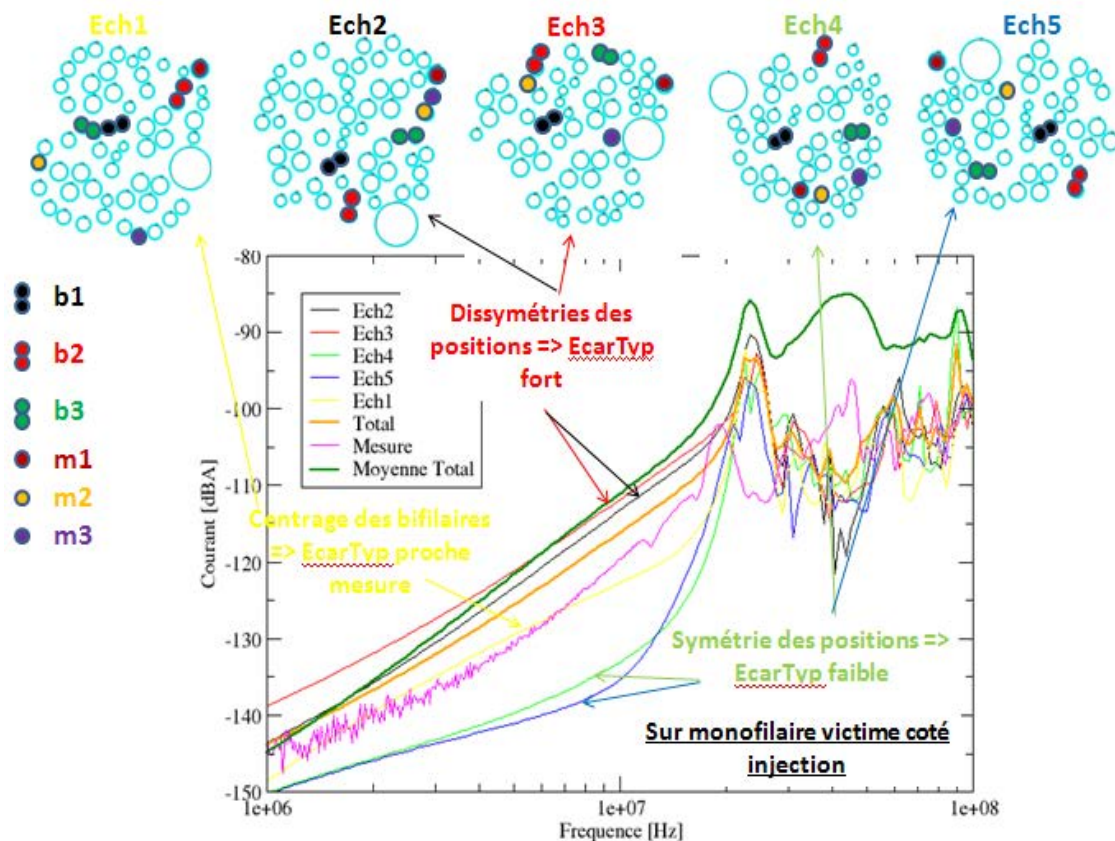 Ech1
Ech2
Ech3
Ech4
Ech5
b1
b2
b3
m1
m2
m3
-80
-90
-100
-110
-120
-130
-140
-150
Courant [dBA]
Ech2
Ech3
Ech4
Ech5
Ech1
Total
Mesure
Moyenne Total
Dissymétries des
positions => EcarTyp
fort
Centrage des bifilaires
=> EcarTyp proche
mesure
Symétrie des positions =>
EcarTyp faible
Sur monofilaire victime coté
injection
1e+06
1e+07
1e+08
Frequence [Hz]